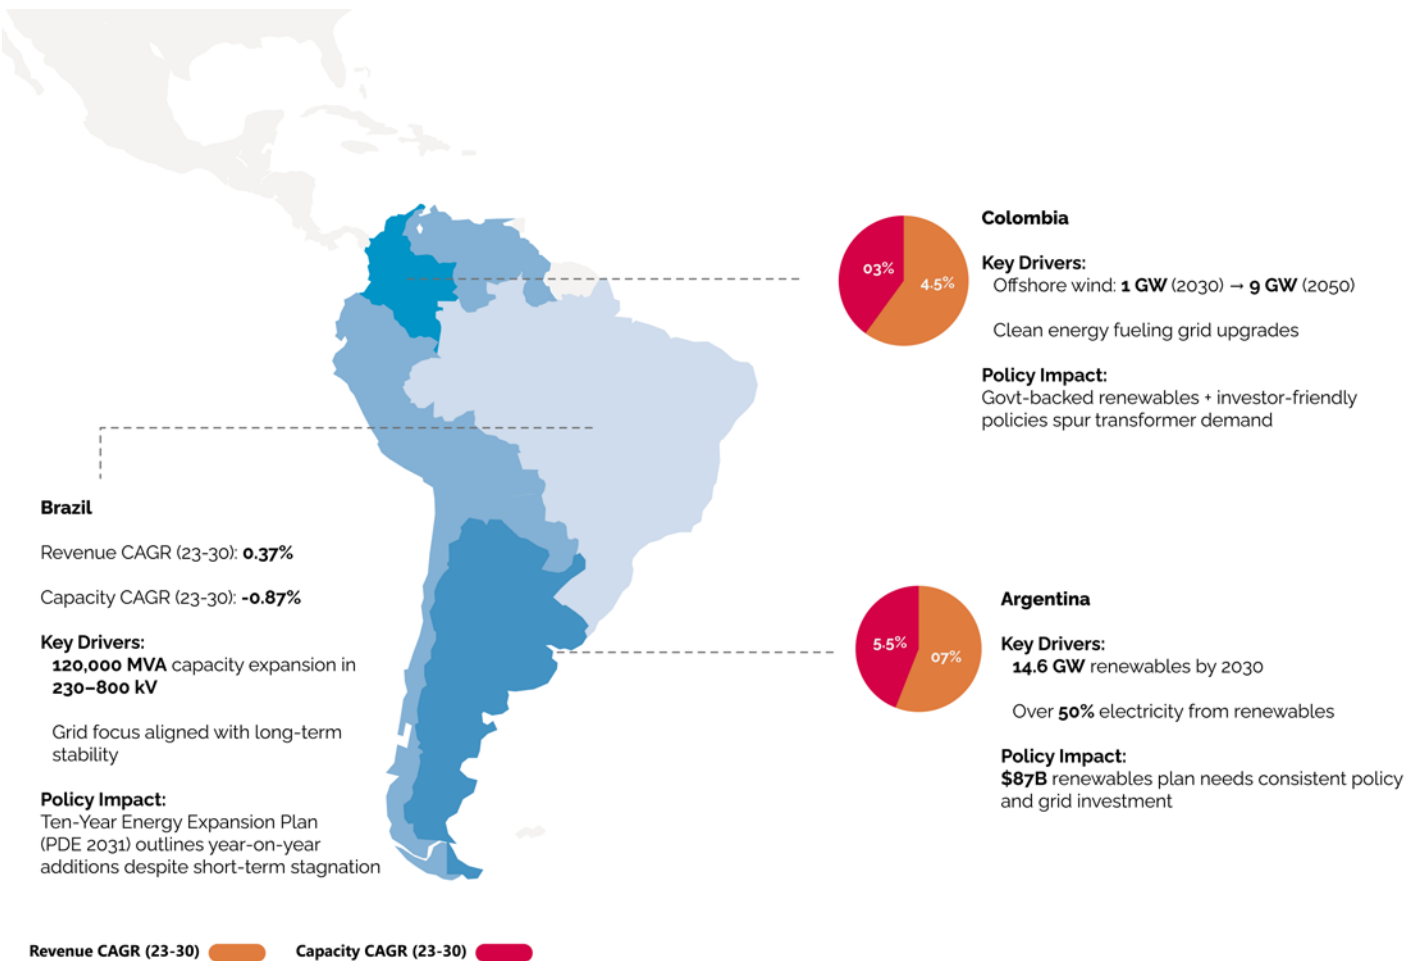 Colombia
Key Drivers:
Offshore wind: 1 GW (2030) → 9 GW (2050)
Clean energy fueling grid upgrades
Policy Impact:
Govt-backed renewables + investor-friendly
policies spur transformer demand
03%
4.5%
Brazil
Revenue CAGR (23-30): 0.37%
Capacity CAGR (23-30): -0.87%
Key Drivers:
120,000 MVA capacity expansion in
230–800 kV
Grid focus aligned with long-term
stability
Policy Impact:
Ten-Year Energy Expansion Plan
(PDE 2031) outlines year-on-year
additions despite short-term stagnation
5.5%
07%
Argentina
Key Drivers:
14.6 GW renewables by 2030
Over 50% electricity from renewables
Policy Impact:
$87B renewables plan needs consistent policy
and grid investment
Revenue CAGR (23-30)
Capacity CAGR (23-30)